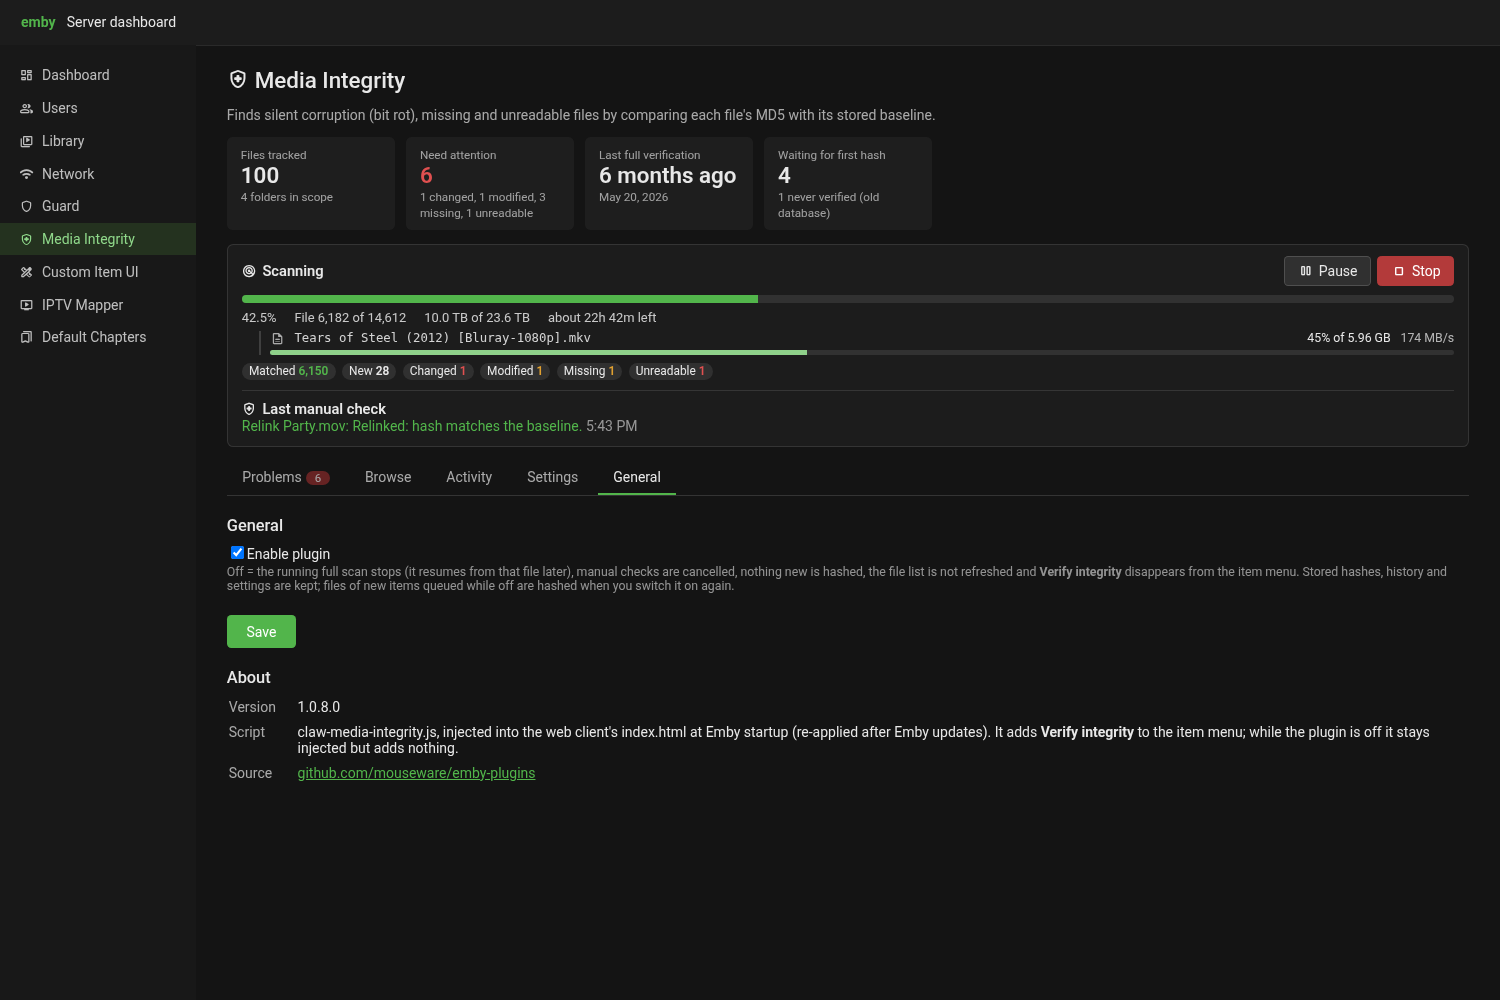 emby Server dashboard
Dashboard
Users
Library
Network
Guard
Media Integrity
Custom Item UI
IPTV Mapper
Default Chapters
Media Integrity
Finds silent corruption (bit rot), missing and unreadable files by comparing each file's MD5 with its stored baseline.
Files tracked
100
4 folders in scope
Need attention
6
1 changed, 1 modified, 3
missing, 1 unreadable
Last full verification
6 months ago
May 20, 2026
Waiting for first hash
4
1 never verified (old
database)
Scanning
Pause
Stop
42.5% File 6,182 of 14,612 10.0 TB of 23.6 TB about 22h 42m left
Tears of Steel (2012) [Bluray-1080p].mkv 45% of 5.96 GB 174 MB/s
Matched 6,150 New 28 Changed 1 Modified 1 Missing 1 Unreadable 1
Last manual check
Relink Party.mov: Relinked: hash matches the baseline. 5:43 PM
Problems 6 Browse Activity Settings General
General
Enable plugin
Off = the running full scan stops (it resumes from that file later), manual checks are cancelled, nothing new is hashed, the file list is not refreshed and Verify integrity disappears from the item menu. Stored hashes, history and
settings are kept; files of new items queued while off are hashed when you switch it on again.
Save
About
Version 1.0.8.0
Script claw-media-integrity.js, injected into the web client's index.html at Emby startup (re-applied after Emby updates). It adds Verify integrity to the item menu; while the plugin is off it stays
injected but adds nothing.
Source github.com/mouseware/emby-plugins